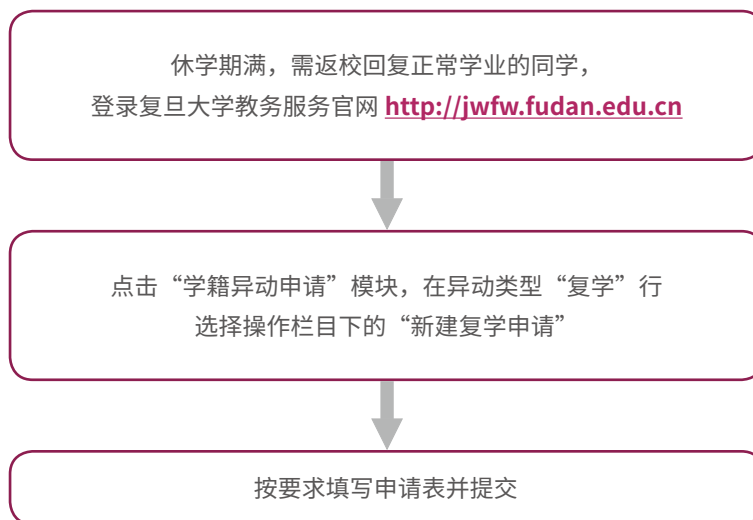 休学期满，需返校回复正常学业的同学，
登录复旦大学教务服务官网 http://jwfw.fudan.edu.cn
点击“学籍异动申请”模块，在异动类型“复学”行
选择操作栏目下的“新建复学申请”
按要求填写申请表并提交